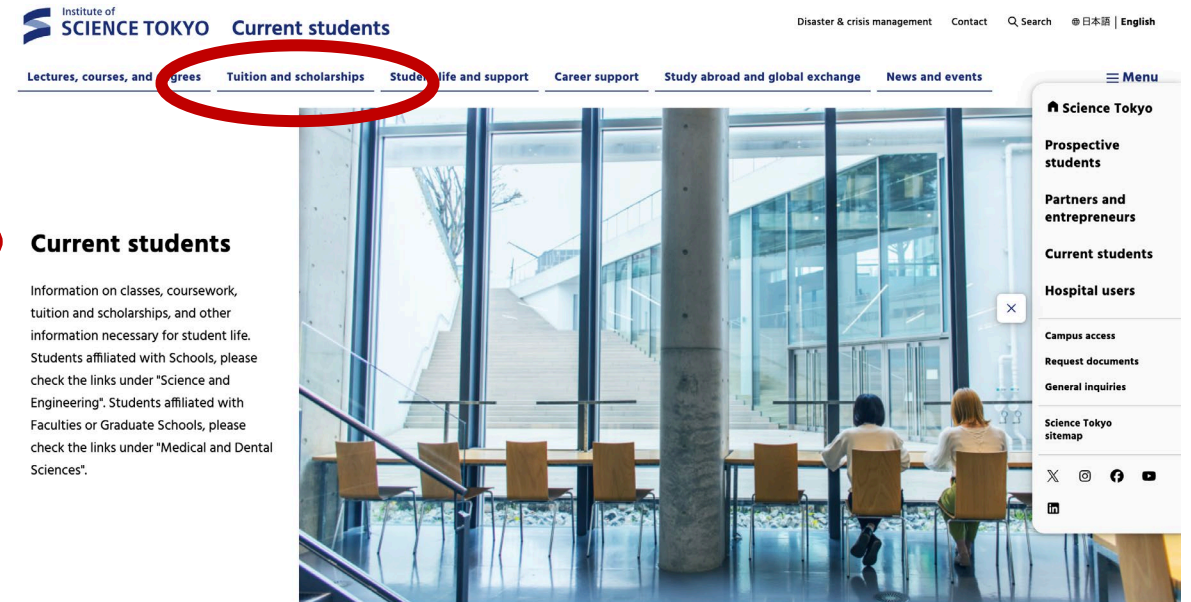 Institute of
SCIENCE TOKYO Current students
Disaster & crisis management Contact Search 日本語 | English
Lectures, courses, and degrees Tuition and scholarships Student life and support Career support Study abroad and global exchange News and events Menu
Science Tokyo
Prospective
students
Partners and
entrepreneurs
Current students
Hospital users
Campus access
Request documents
General inquiries
Science Tokyo
sitemap
Current students
Information on classes, coursework,
tuition and scholarships, and other
information necessary for student life.
Students affiliated with Schools, please
check the links under "Science and
Engineering". Students affiliated with
Faculties or Graduate Schools, please
check the links under "Medical and Dental
Sciences".